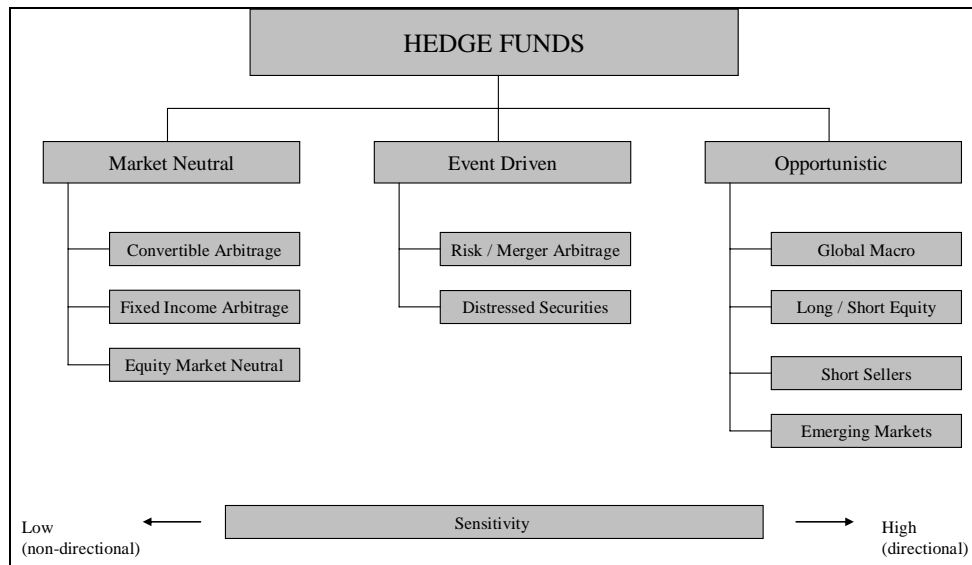 HEDGE FUNDS
Market Neutral
Event Driven
Opportunistic
Convertible Arbitrage
Risk / Merger Arbitrage
Global Macro
Fixed Income Arbitrage
Distressed Securities
Long / Short Equity
Equity Market Neutral
Short Sellers
Emerging Markets
Low
(non-directional)
Sensitivity
High
(directional)